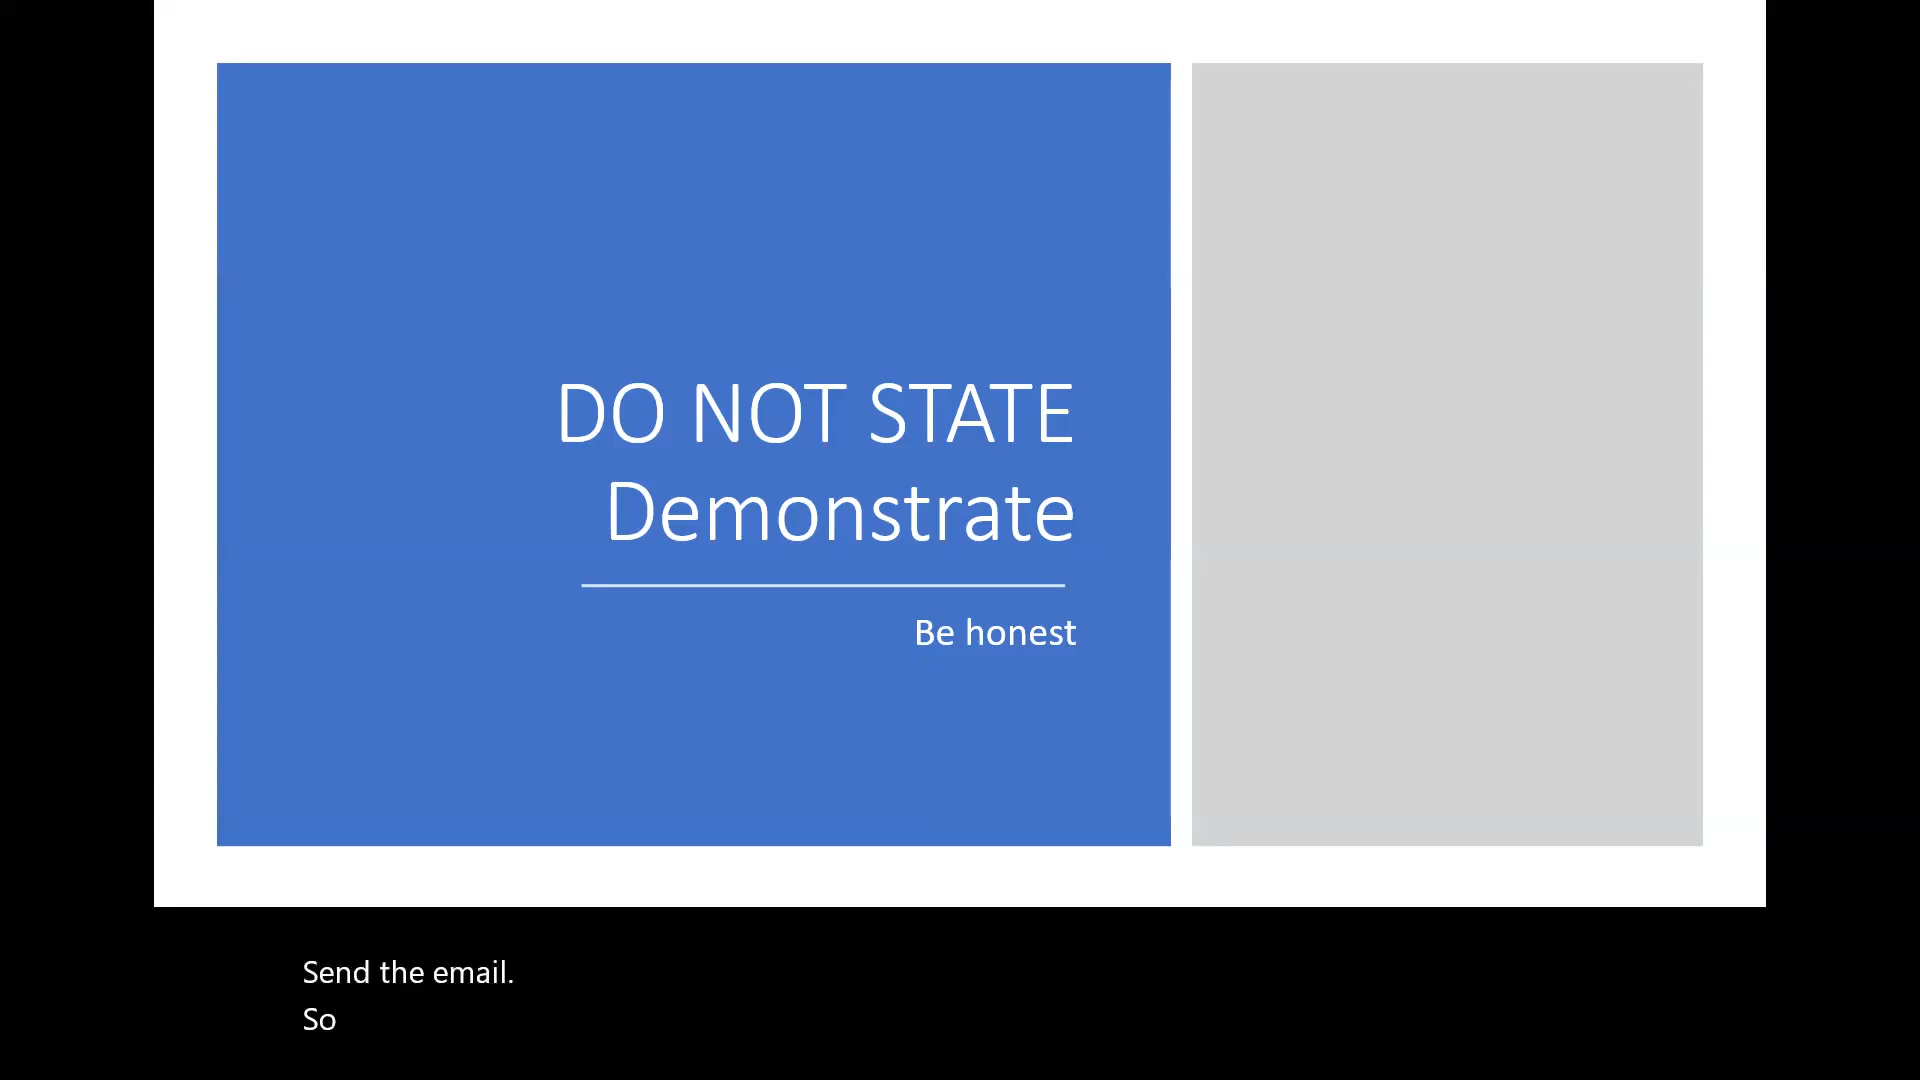 DO NOT STATE
Demonstrate
Be honest
Send the email.
So